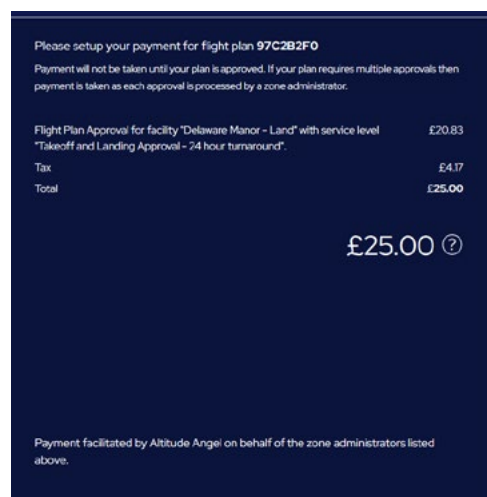 Please setup your payment for flight plan 97C2B2F0
Payment will not be taken until your plan is approved. If your plan requires multiple approvals then
payment is taken as each approval is processed by a zone administrator.
Flight Plan Approval for facility "Delaware Manor - Land" with service level £20.83
"Takeoff and Landing Approval - 24 hour turnaround".
Tax £4.17
Total £25.00
£25.00 ?
Payment facilitated by Altitude Angel on behalf of the zone administrators listed
above.